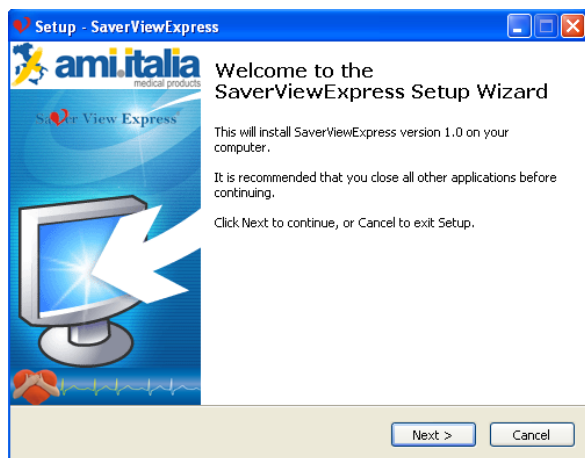 Setup - SaverViewExpress
ami.italia
medical products
Saver View Express
Welcome to the
SaverViewExpress Setup Wizard
This will install SaverViewExpress version 1.0 on your
computer.
It is recommended that you close all other applications before
continuing.
Click Next to continue, or Cancel to exit Setup.
Next >
Cancel